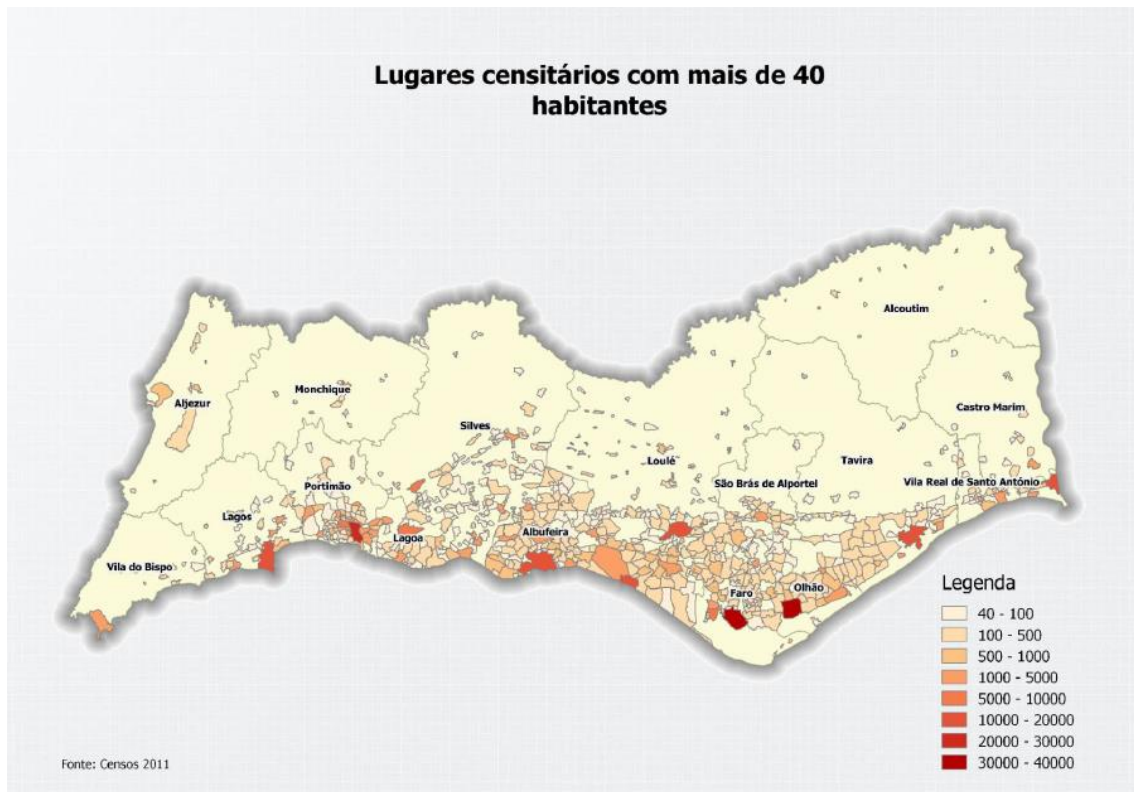 Lugares censitários com mais de 40
habitantes
Alcoutim
Monchique
Aljezur
Castro Marim
Silves
Loulé
Tavira
Portimão
São Brás de Alportel
Vila Real de Santo António
Lagos
Lagoa
Albufeira
Vila do Bispo
Faro
Olhão
Legenda
40 - 100
100 - 500
500 - 1000
1000 - 5000
5000 - 10000
10000 - 20000
20000 - 30000
30000 - 40000
Fonte: Censos 2011